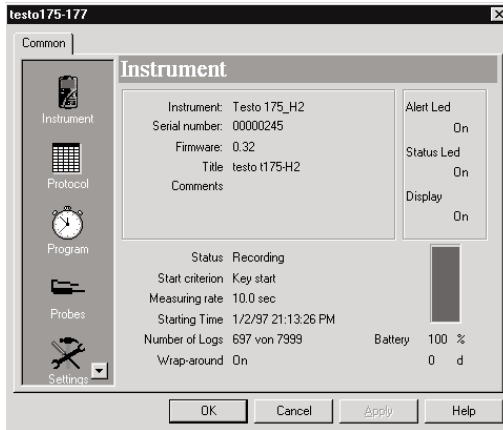 testo175-177
Common
Instrument
Protocol
Program
Probes
Settings
Instrument
Instrument: Testo 175_H2
Serial number: 00000245
Firmware: 0.32
Title testo t175-H2
Comments
Alert Led
On
Status Led
On
Display
On
Status Recording
Start criterion Key start
Measuring rate 10.0 sec
Starting Time 1/2/97 21:13:26 PM
Number of Logs 697 von 7999
Wrap-around On
Battery 100 %
0 d
OK Cancel Apply Help